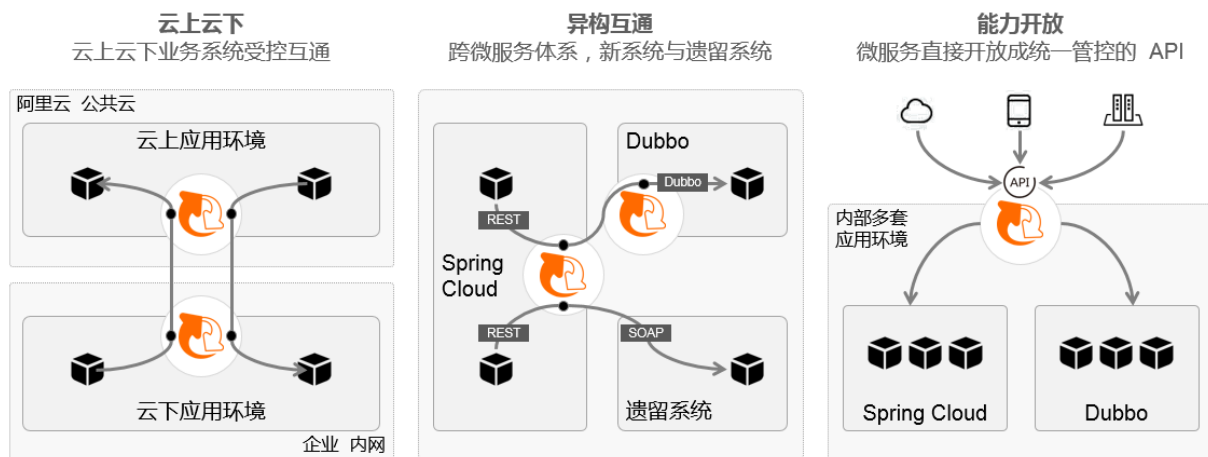 云上云下
云上云下业务系统受控互通
阿里云 公共云
云上应用环境
云下应用环境
企业 内网
异构互通
跨微服务体系，新系统与遗留系统
Dubbo
Dubbo
REST
Spring
Cloud
REST
SOAP
遗留系统
能力开放
微服务直接开放成统一管控的 API
API
内部多套
应用环境
Spring Cloud
Dubbo